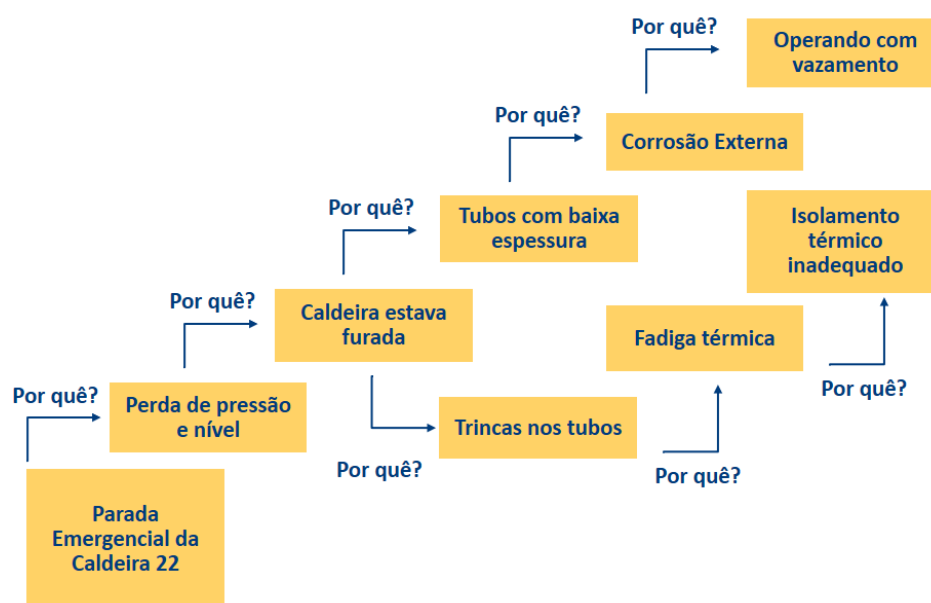 Por quê?
Operando com
vazamento
Por quê?
Corrosão Externa
Por quê?
Tubos com baixa
espessura
Isolamento
térmico
inadequado
Por quê?
Caldeira estava
furada
Fadiga térmica
Por quê?
Por quê?
Perda de pressão
e nível
Trincas nos tubos
Por quê?
Por quê?
Parada
Emergencial da
Caldeira 22